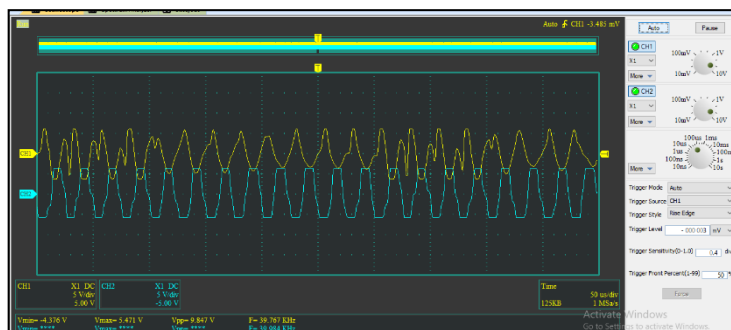 Auto CH1 -3.485 mV
Auto Pause
CH1
X1
More
100mV 1V
10mV 10V
CH2
X1
More
100mV 1V
10mV 10V
100us 1ms
10us 10ms
1us
100ns 1s
10ns 10s
More
Trigger Mode Auto
Trigger Source CH1
Trigger Style Rise Edge
Trigger Level mV
Trigger Sensitivity(0-1.0) 0.4 div
Trigger Front Percent(1-99) 50 %
Force
CH1
CH2
CH1 X1 DC
5 V/div
5.00 V
CH2 X1 DC
5 V/div
-5.00 V
Time
50 us/div
125KB 1 MSa/s
Vmin= -4.376 V Vmax= 5.471 V Vpp= 9.847 V F= 39.767 KHz
Activate Windows
Go to Settings to activate Windows.